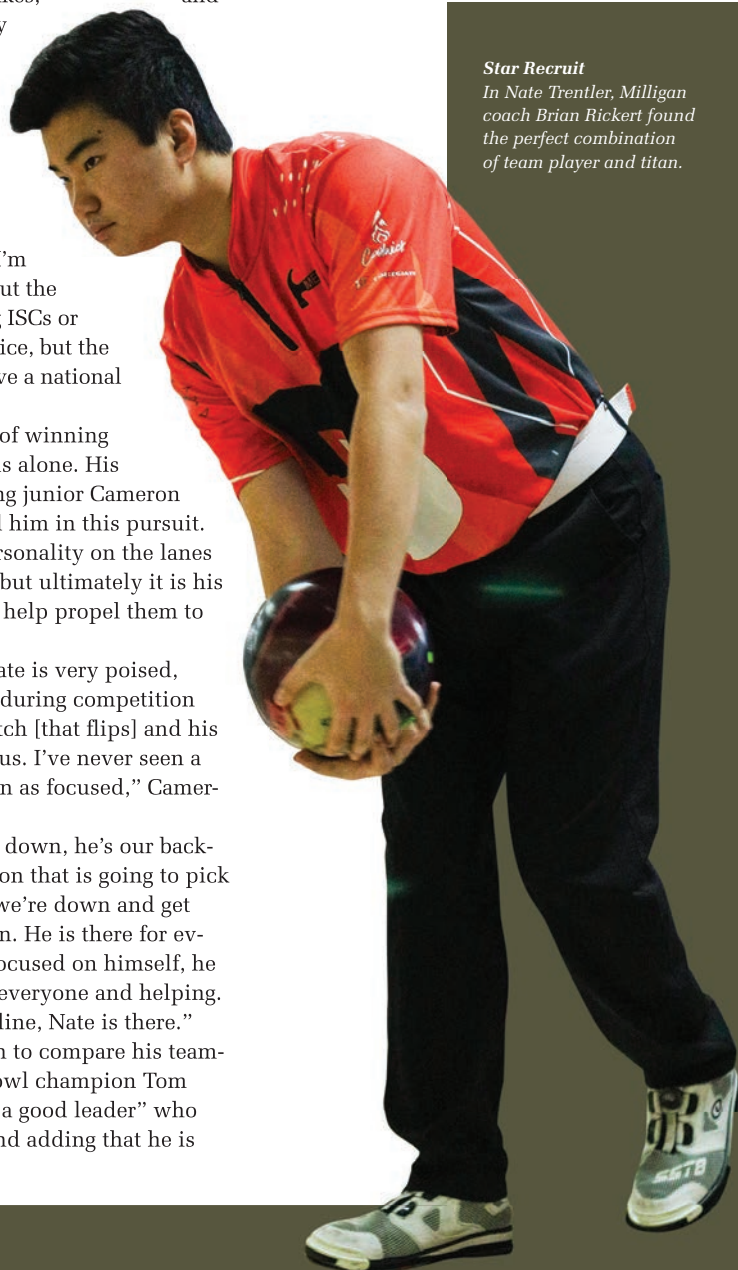 and
y
Star Recruit
In Nate Trentler, Milligan
coach Brian Rickert found
the perfect combination
of team player and titan.
I'm
ut the
ISCs or
ice, but the
ve a national
of winning
is alone. His
ng junior Cameron
l him in this pursuit.
rsonality on the lanes
but ultimately it is his
help propel them to
ate is very poised,
during competition
tch [that flips] and his
us. I've never seen a
n as focused,” Camer-
down, he’s our back-
on that is going to pick
we’re down and get
n. He is there for ev-
ocused on himself, he
everyone and helping.
line, Nate is there.”
n to compare his team-
owl champion Tom
a good leader” who
nd adding that he is
SST8